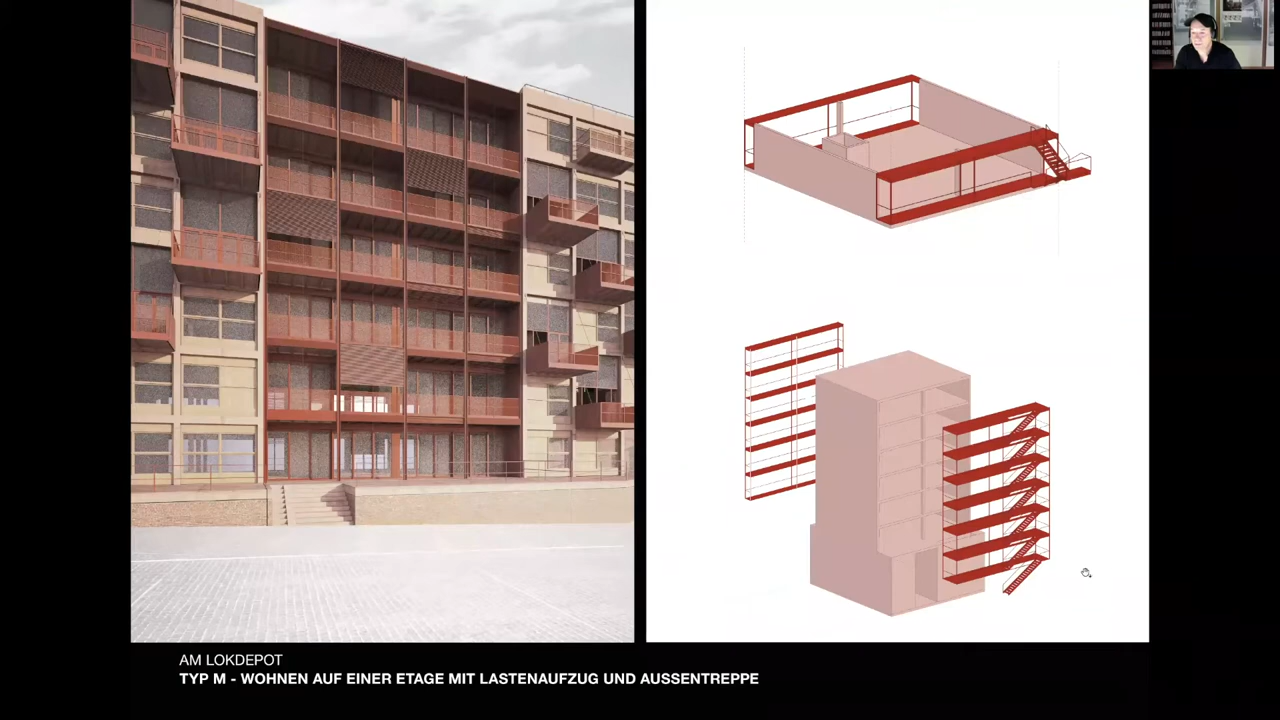 AM LOKDEPOT
TYP M - WOHNEN AUF EINER ETAGE MIT LASTENAUFZUG UND AUSSENTREPPE